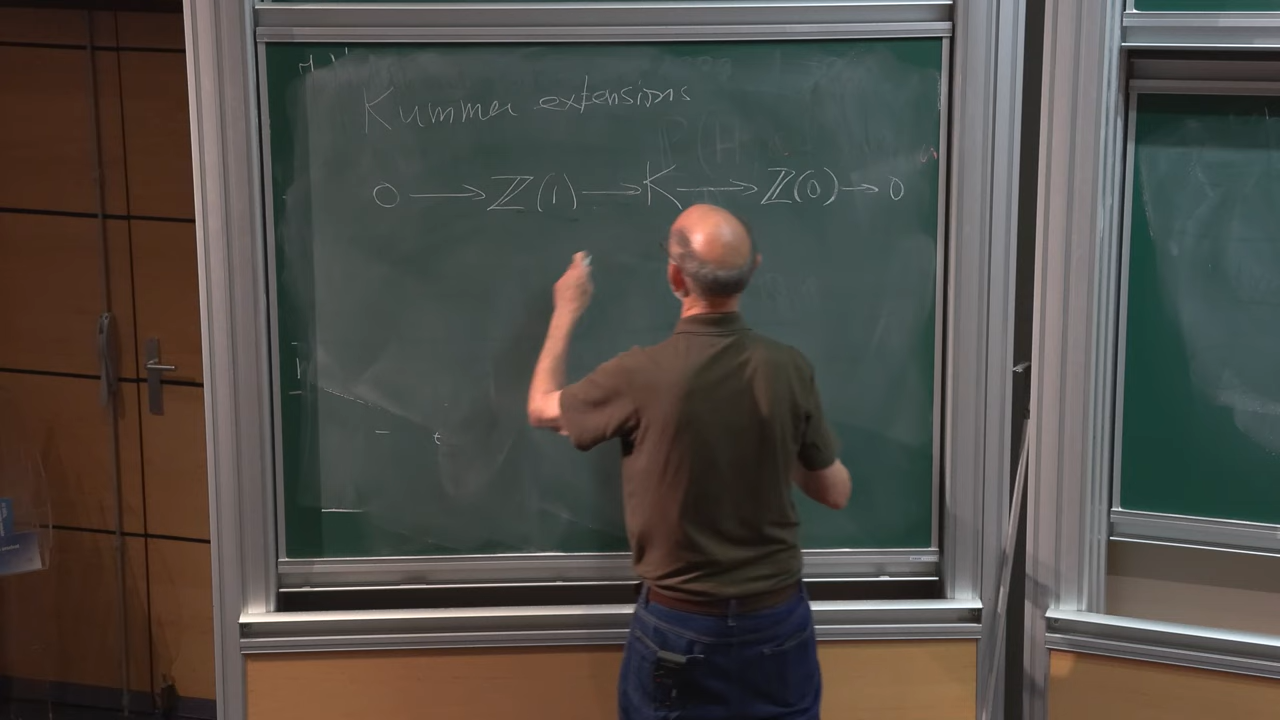 Kummer extensions
0 ⟶ ℤ(1) ⟶ K ⟶ ℤ(0) → 0